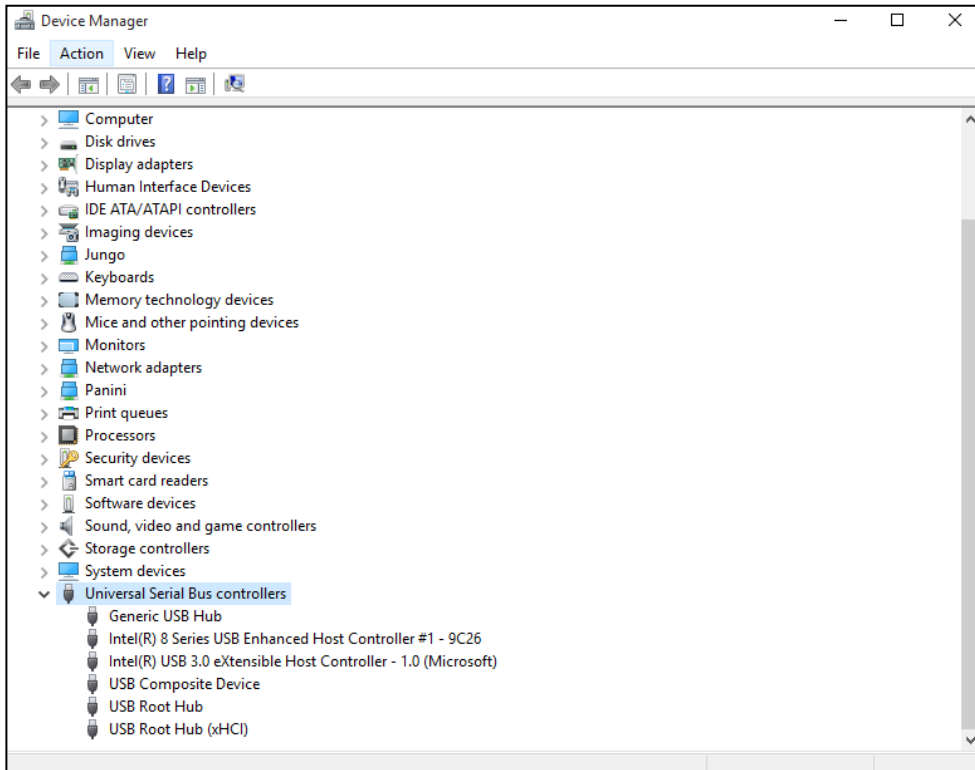 Device Manager
File Action View Help
Computer
Disk drives
Display adapters
Human Interface Devices
IDE ATA/ATAPI controllers
Imaging devices
Jungo
Keyboards
Memory technology devices
Mice and other pointing devices
Monitors
Network adapters
Panini
Print queues
Processors
Security devices
Smart card readers
Software devices
Sound, video and game controllers
Storage controllers
System devices
Universal Serial Bus controllers
Generic USB Hub
Intel(R) 8 Series USB Enhanced Host Controller #1 - 9C26
Intel(R) USB 3.0 eXtensible Host Controller - 1.0 (Microsoft)
USB Composite Device
USB Root Hub
USB Root Hub (xHCI)